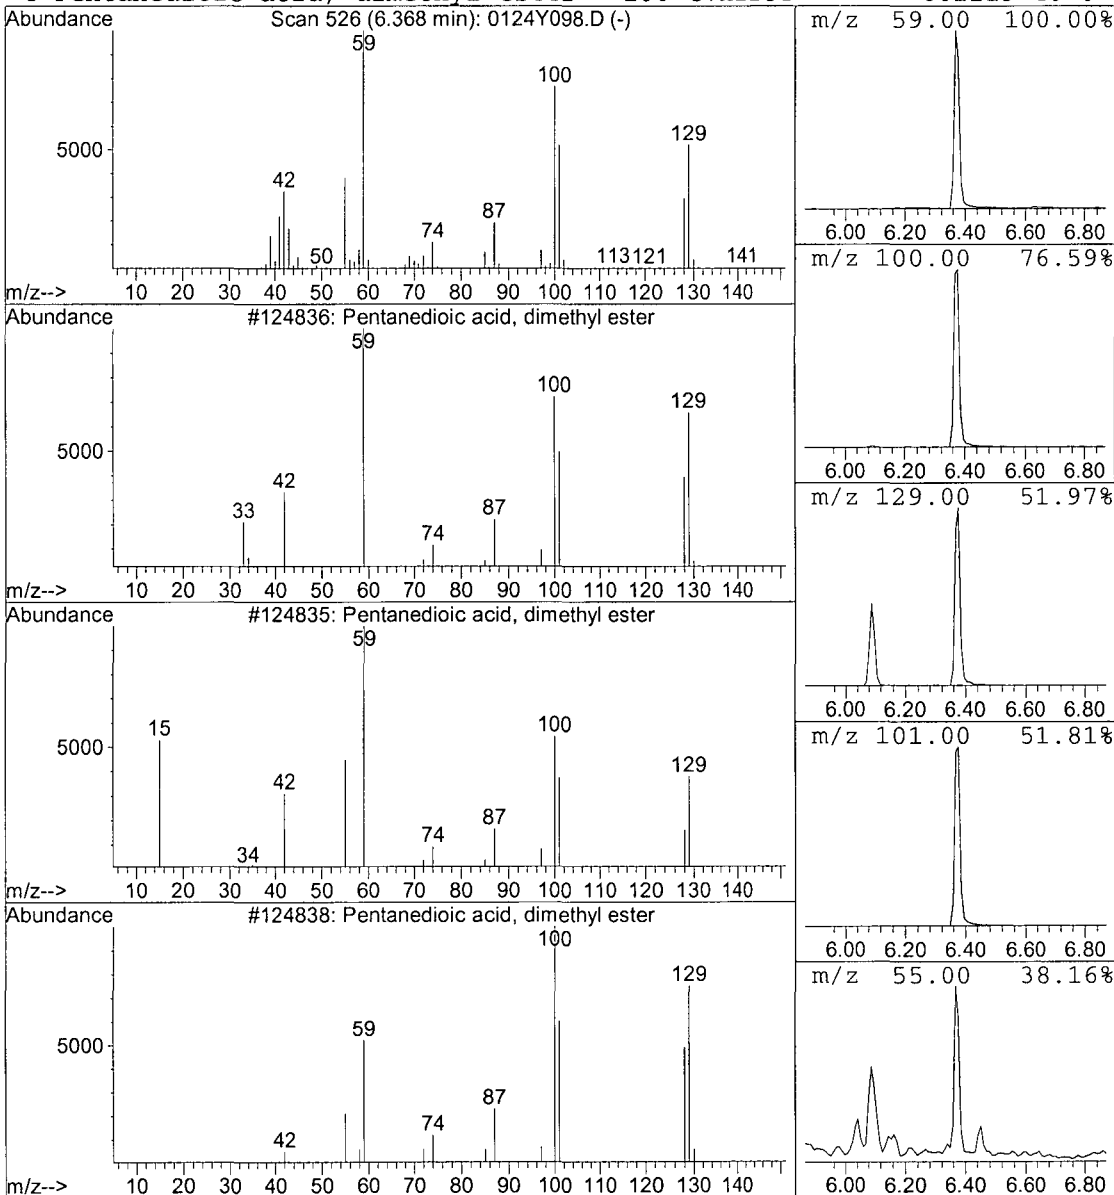 Abundance Scan 526 (6.368 min): 0124Y098.D (-)
59
100
129
5000
42
87
74
50 113 121 141
m/z--> 10 20 30 40 50 60 70 80 90 100 110 120 130 140
Abundance #124836: Pentanedioic acid, dimethyl ester
59
100
129
5000
42
33
87
74
m/z--> 10 20 30 40 50 60 70 80 90 100 110 120 130 140
Abundance #124835: Pentanedioic acid, dimethyl ester
59
15
100
5000
129
42
87
74
34
m/z--> 10 20 30 40 50 60 70 80 90 100 110 120 130 140
Abundance #124838: Pentanedioic acid, dimethyl ester
100
129
59
5000
87
74
42
m/z--> 10 20 30 40 50 60 70 80 90 100 110 120 130 140
m/z 59.00 100.00%
6.00 6.20 6.40 6.60 6.80
m/z 100.00 76.59%
6.00 6.20 6.40 6.60 6.80
m/z 129.00 51.97%
6.00 6.20 6.40 6.60 6.80
m/z 101.00 51.81%
6.00 6.20 6.40 6.60 6.80
m/z 55.00 38.16%
6.00 6.20 6.40 6.60 6.80